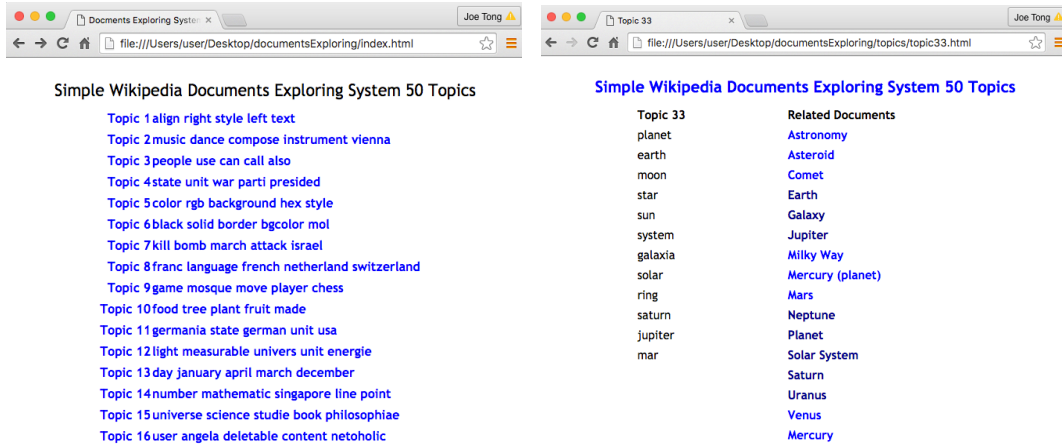 Docments Exploring Syste
Joe Tong
file:///Users/user/Desktop/documentsExploring/index.html
Simple Wikipedia Documents Exploring System 50 Topics
Topic 1 align right style left text
Topic 2 music dance compose instrument vienna
Topic 3 people use can call also
Topic 4 state unit war parti presided
Topic 5 color rgb background hex style
Topic 6 black solid border bgcolor mol
Topic 7 kill bomb march attack israel
Topic 8 franc language french netherland switzerland
Topic 9 game mosque move player chess
Topic 10 food tree plant fruit made
Topic 11 germania state german unit usa
Topic 12 light measurable univers unit energie
Topic 13 day january april march december
Topic 14 number mathematic singapore line point
Topic 15 universe science studie book philosophiae
Topic 16 user angela deletable content netoholic
Topic 33
Joe Tong
file:///Users/user/Desktop/documentsExploring/topics/topic33.html
Simple Wikipedia Documents Exploring System 50 Topics
Topic 33 Related Documents
planet Astronomy
earth Asteroid
moon Comet
star Earth
sun Galaxy
system Jupiter
galaxia Milky Way
solar Mercury (planet)
ring Mars
saturn Neptune
jupiter Planet
mar Solar System
Saturn
Uranus
Venus
Mercury